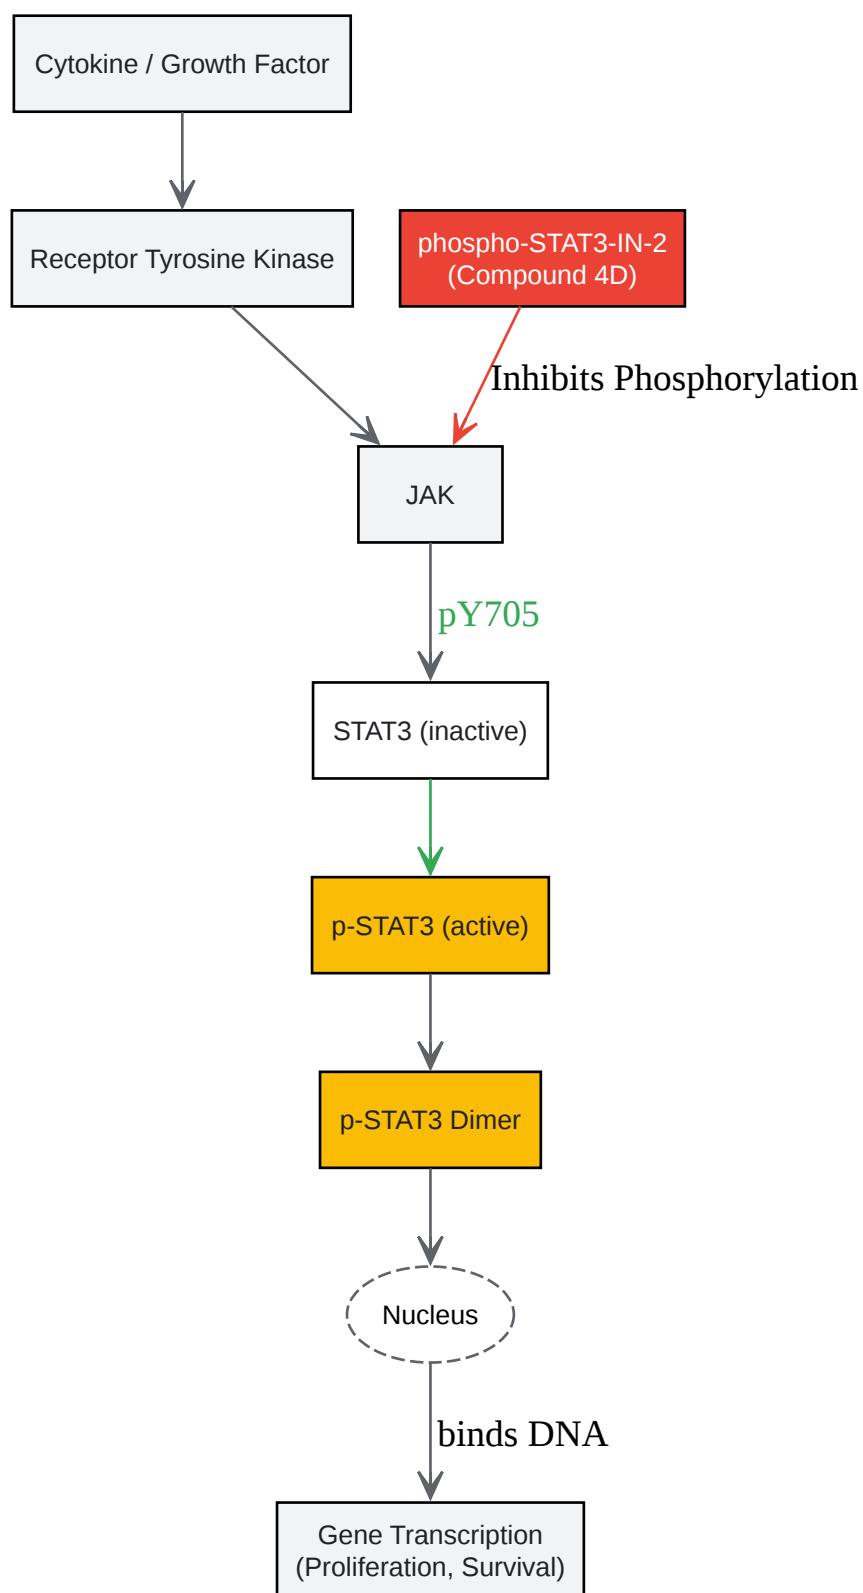 Cytokine / Growth Factor
Receptor Tyrosine Kinase
phospho-STAT3-IN-2
(Compound 4D)
Inhibits Phosphorylation
JAK
pY705
STAT3 (inactive)
p-STAT3 (active)
p-STAT3 Dimer
Nucleus
binds DNA
Gene Transcription
(Proliferation, Survival)